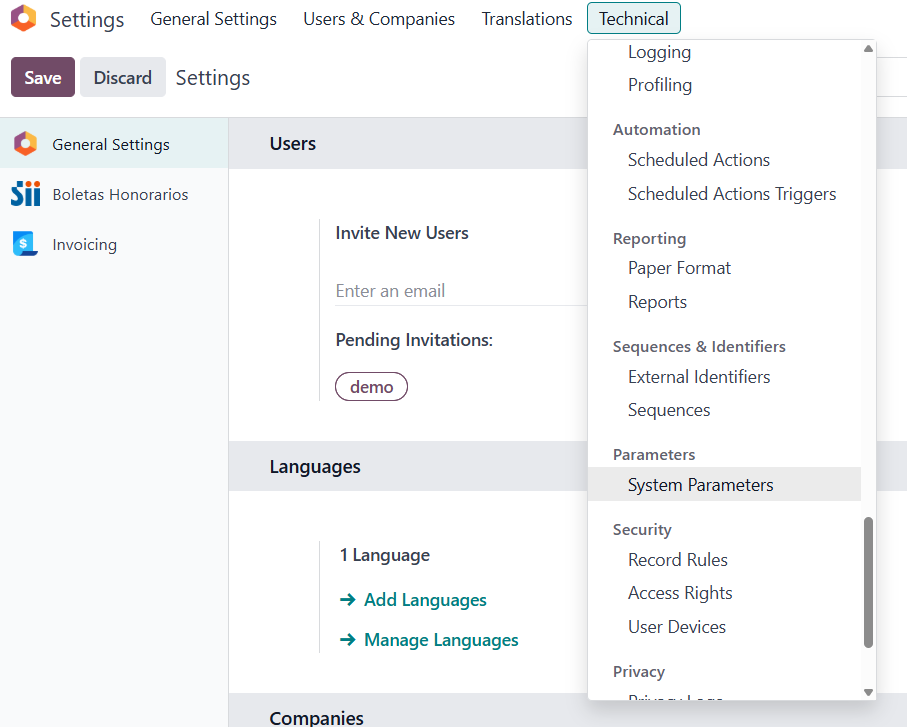 Settings General Settings Users & Companies Translations Technical
Save Discard Settings
General Settings
Sii Boletas Honorarios
$ Invoicing
Users
Invite New Users
Enter an email
Pending Invitations:
demo
Languages
1 Language
→ Add Languages
→ Manage Languages
Companies
Logging
Profiling
Automation
Scheduled Actions
Scheduled Actions Triggers
Reporting
Paper Format
Reports
Sequences & Identifiers
External Identifiers
Sequences
Parameters
System Parameters
Security
Record Rules
Access Rights
User Devices
Privacy